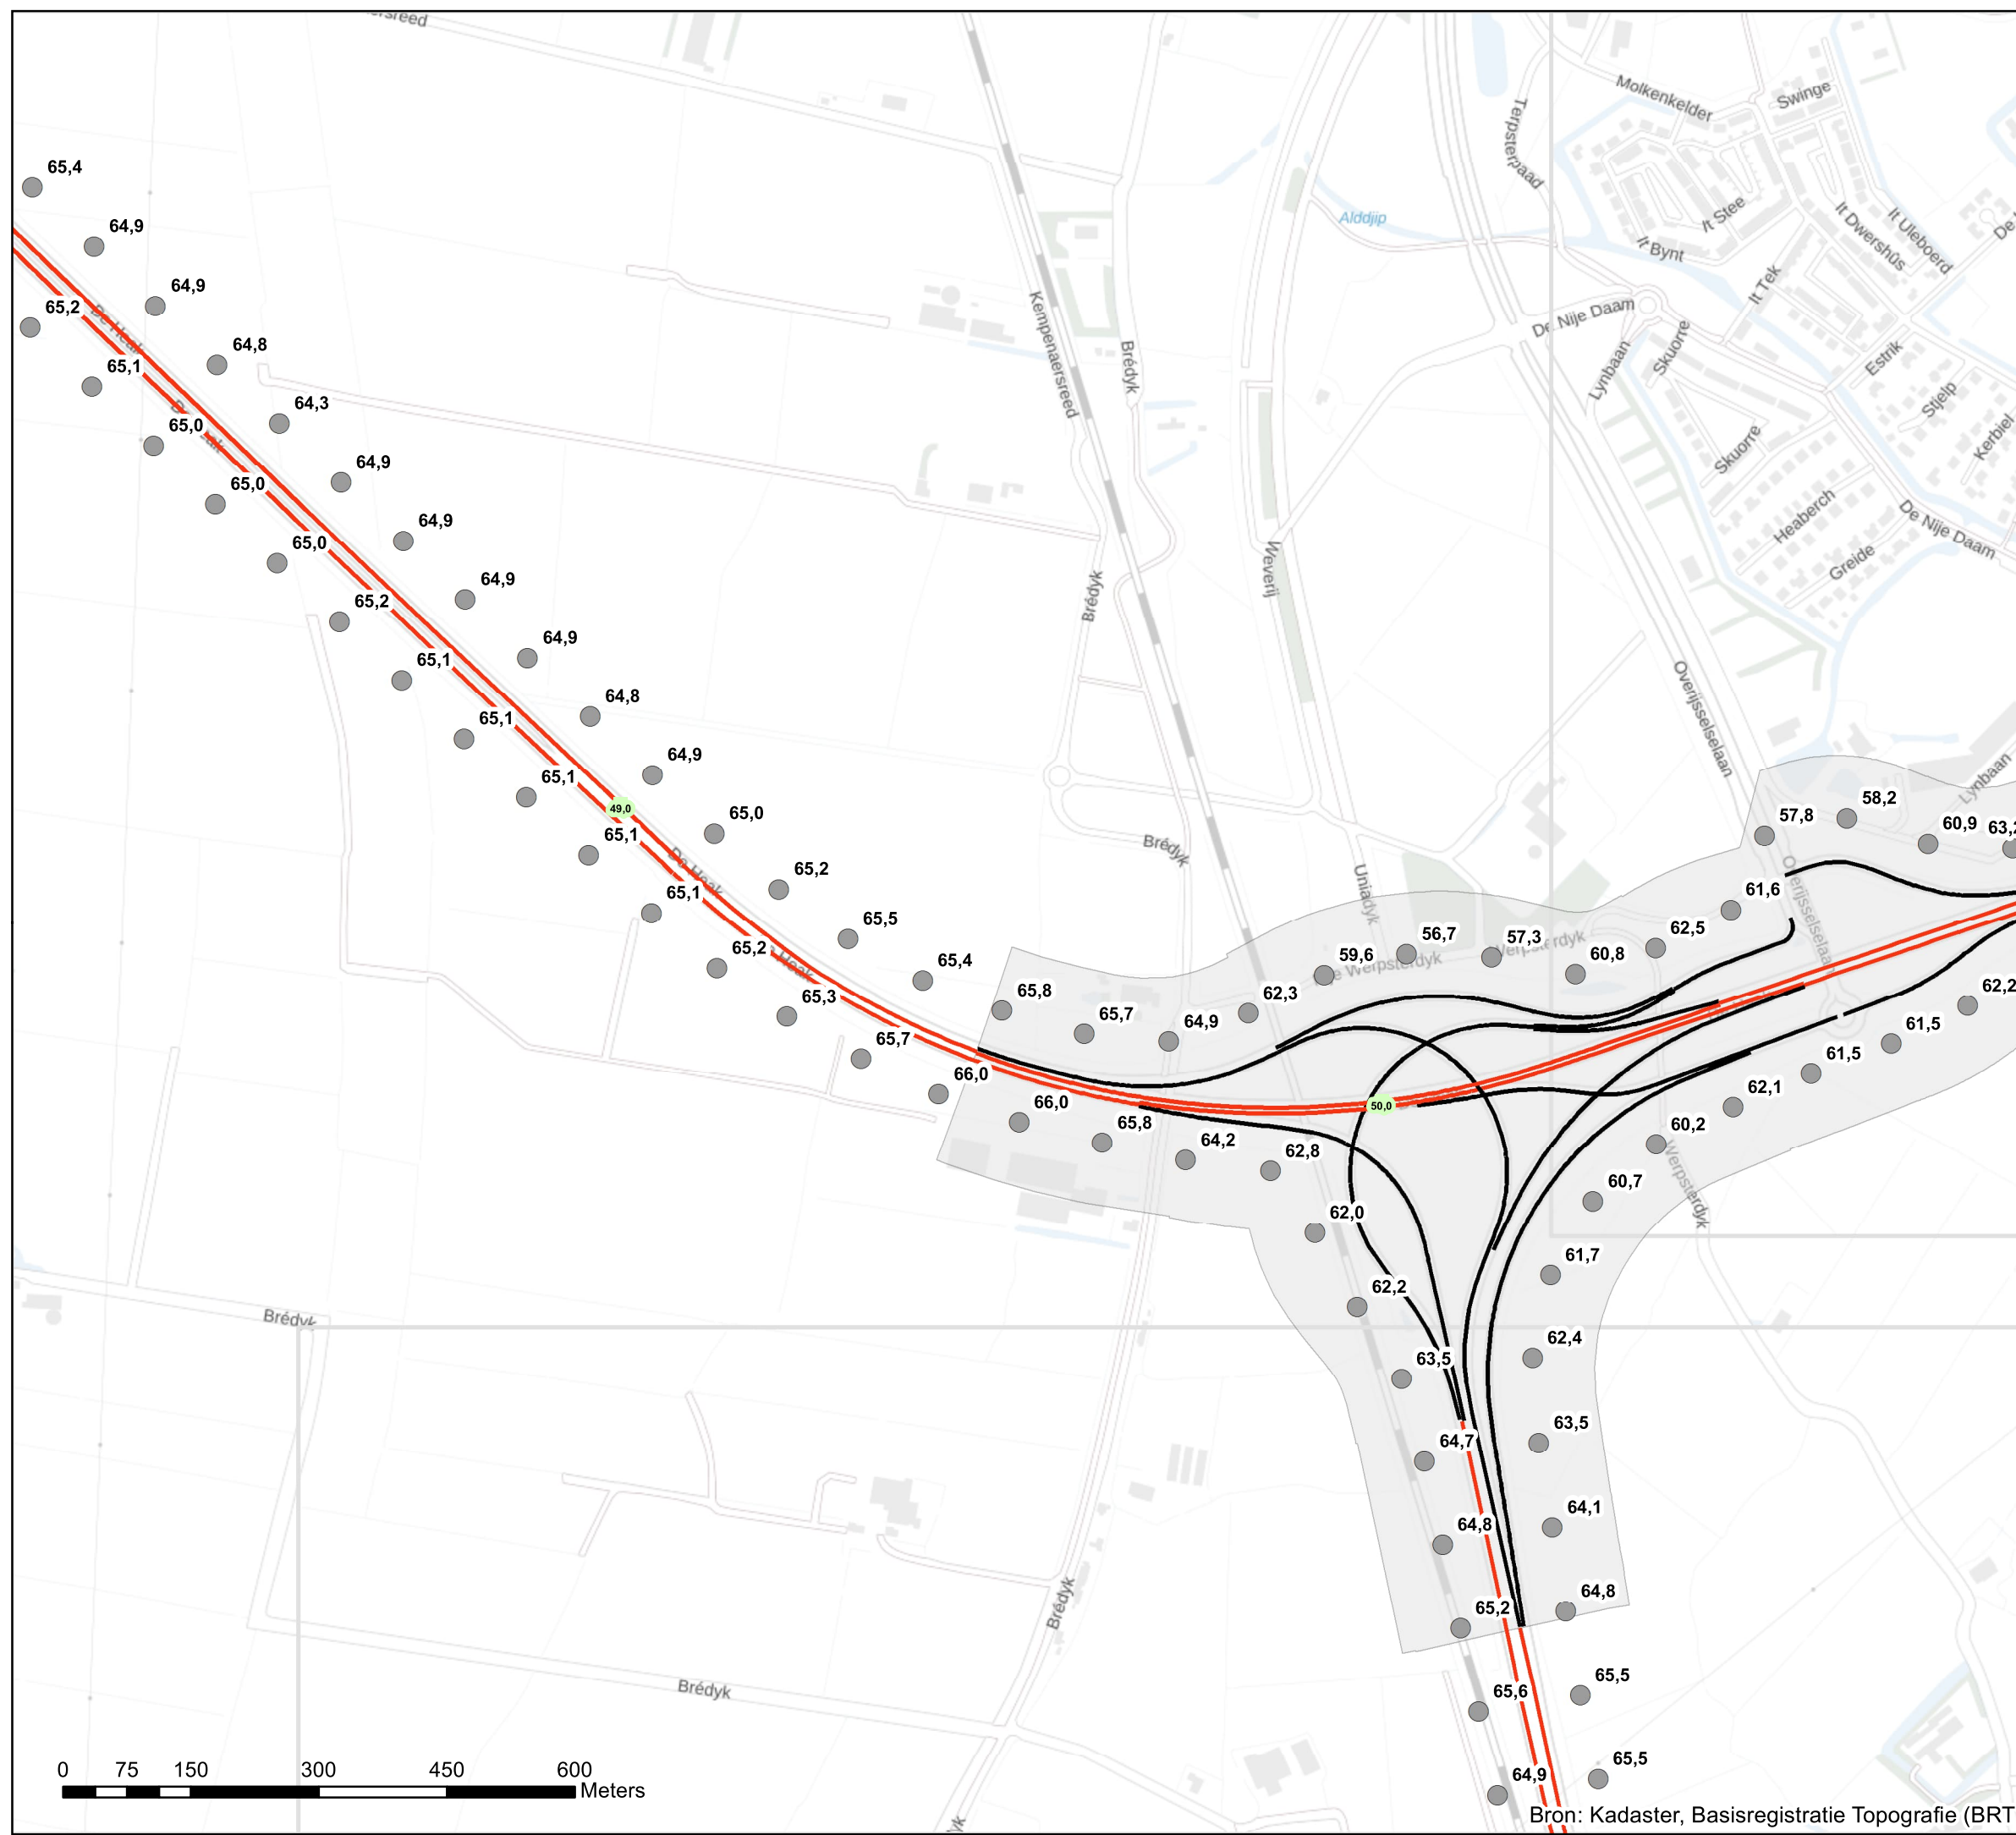 Molkenkelder
Swinge
Terpsterpaad
It Stee
It Dwershûs
It Uleboerd
De
It Bynt
It Tek
Alddjip
65,4
64,9
64,9
65,2
De Heak
64,8
65,1
64,3
65,0
64,9
65,0
64,9
65,0
64,9
65,2
64,9
65,1
64,8
65,1
64,9
65,1
49,0
65,0
65,1
De Heak
65,2
65,1
65,5
65,2
Heak
65,4
65,3
65,7
66,0
Kempenaersreed
Brédyk
De Nije Daam
Lynbaan
Skuorre
Estrik
Stjelp
Kerbiel
Skuorre
Heaberch
Greide
De Nije Daam
Weverij
Brédyk
Overijsselselaan
Brédyk
Uniadyk
Lynbaan
57,8
58,2
60,9
61,6
Overijsselselaan
62,5
56,7
57,3
60,8
59,6
Werpsterdyk
62,3
65,8
65,7
64,9
62,2
61,5
61,5
62,1
60,2
Werpsterdyk
60,7
50,0
66,0
65,8
64,2
62,8
62,0
61,7
62,2
62,4
63,5
63,5
64,7
64,1
64,8
64,8
65,2
65,5
65,6
65,5
64,9
Brédyk
Brédyk
Brédyk
0 75 150 300 450 600
Meters
Bron: Kadaster, Basisregistratie Topografie (BRT